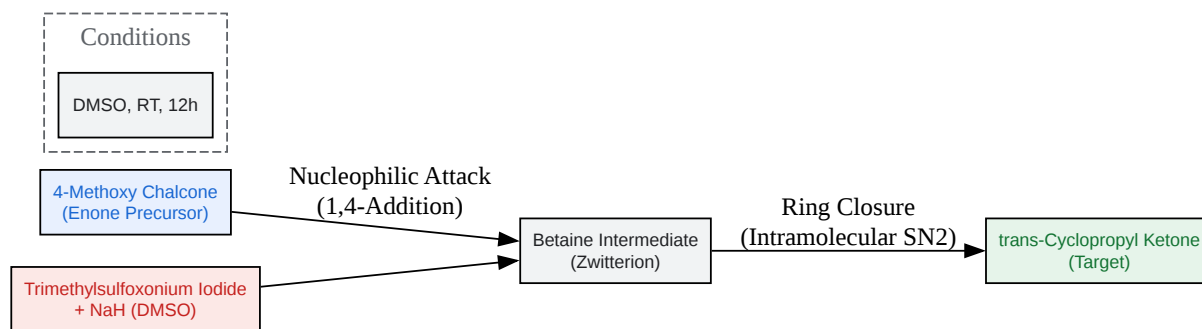 Conditions
DMSO, RT, 12h
4-Methoxy Chalcone
(Enone Precursor)
Trimethylsulfoxonium Iodide
+ NaH (DMSO)
Nucleophilic Attack
(1,4-Addition)
Betaine Intermediate
(Zwitterion)
Ring Closure
(Intramolecular SN2)
trans-Cyclopropyl Ketone
(Target)